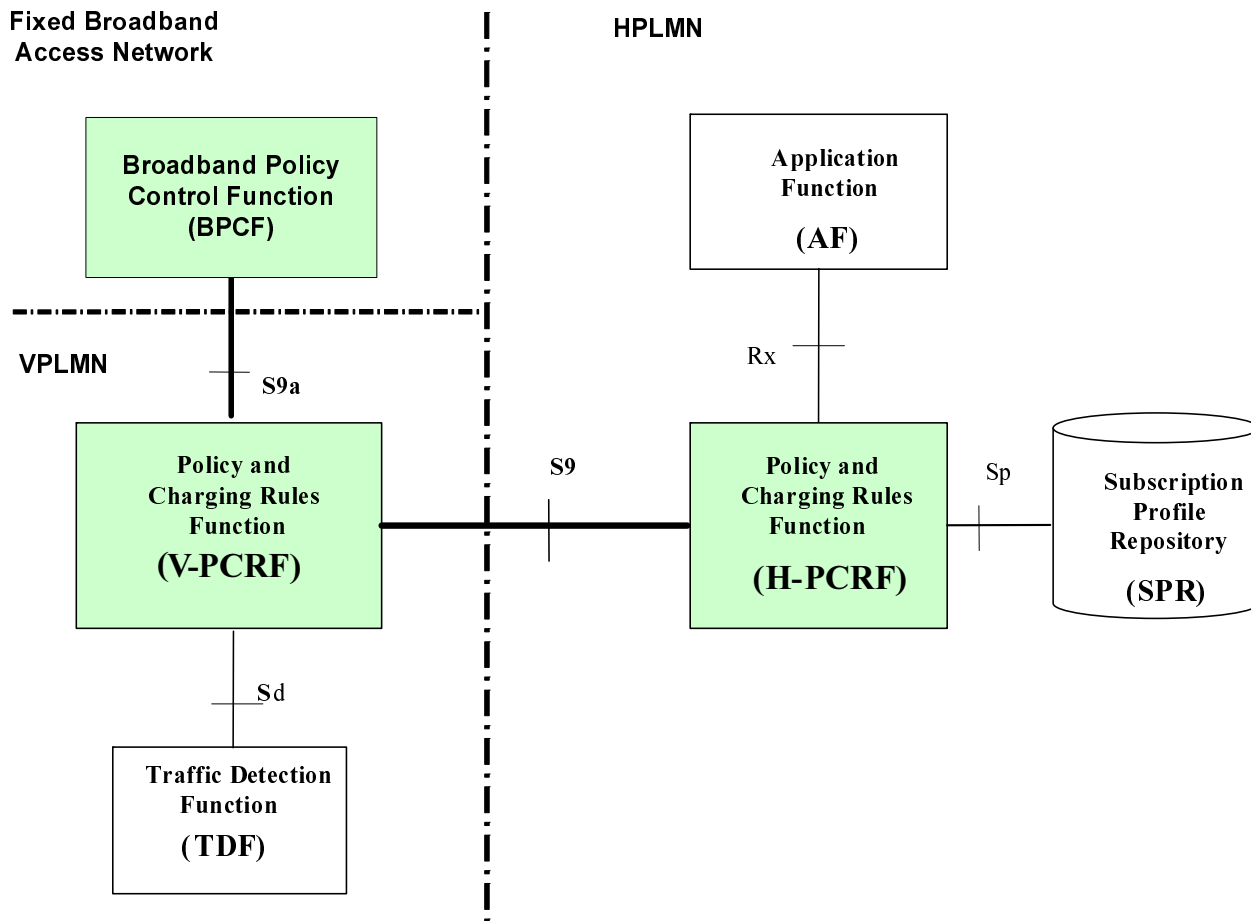 Fixed Broadband
Access Network
HPLMN
Broadband Policy
Control Function
(BPCF)
Application
Function
(AF)
VPLMN
S9a
Rx
Policy and
Charging Rules
Function
(V-PCRF)
S9
Policy and
Charging Rules
Function
(H-PCRF)
Sp
Subscription
Profile
Repository
(SPR)
Sd
Traffic Detection
Function
(TDF)